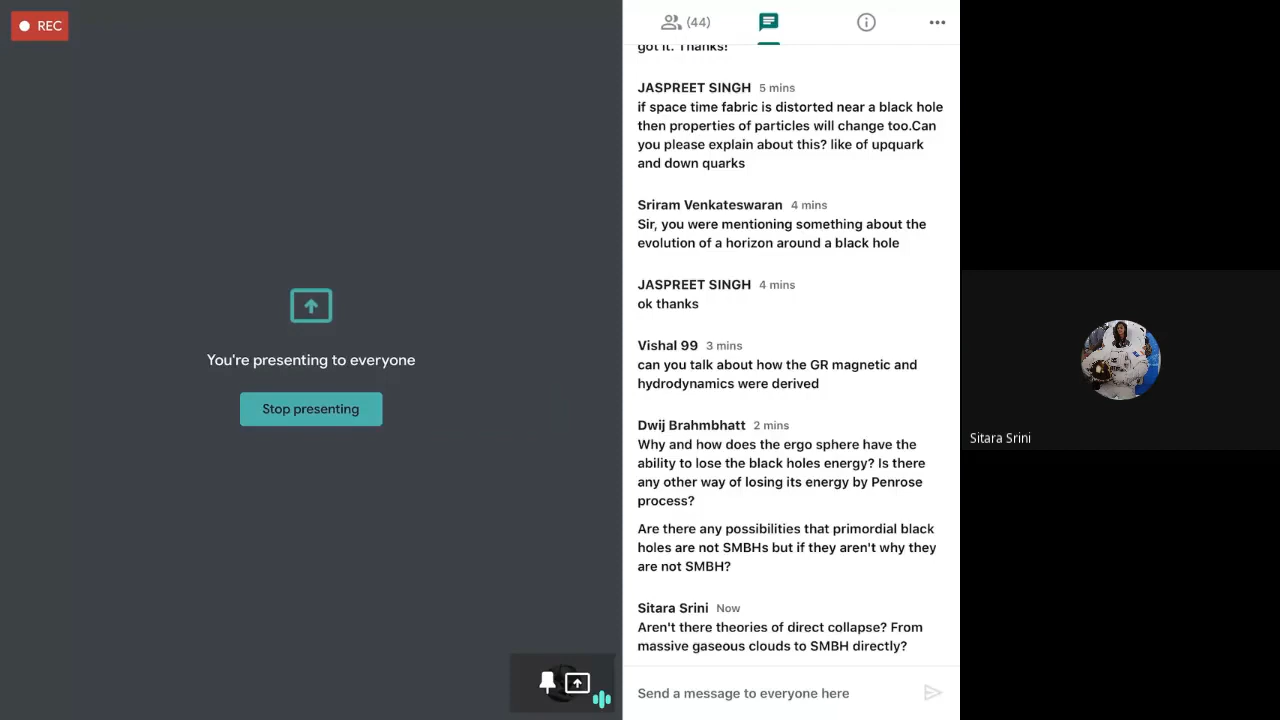 REC
You're presenting to everyone
Stop presenting
(44)
got it. Thanks!
JASPREET SINGH 5 mins
if space time fabric is distorted near a black hole
then properties of particles will change too.Can
you please explain about this? like of upquark
and down quarks
Sriram Venkateswaran 4 mins
Sir, you were mentioning something about the
evolution of a horizon around a black hole
JASPREET SINGH 4 mins
ok thanks
Vishal 99 3 mins
can you talk about how the GR magnetic and
hydrodynamics were derived
Dwij Brahmbhatt 2 mins
Why and how does the ergo sphere have the
ability to lose the black holes energy? Is there
any other way of losing its energy by Penrose
process?
Are there any possibilities that primordial black
holes are not SMBHs but if they aren't why they
are not SMBH?
Sitara Srini Now
Aren't there theories of direct collapse? From
massive gaseous clouds to SMBH directly?
Send a message to everyone here
Sitara Srini